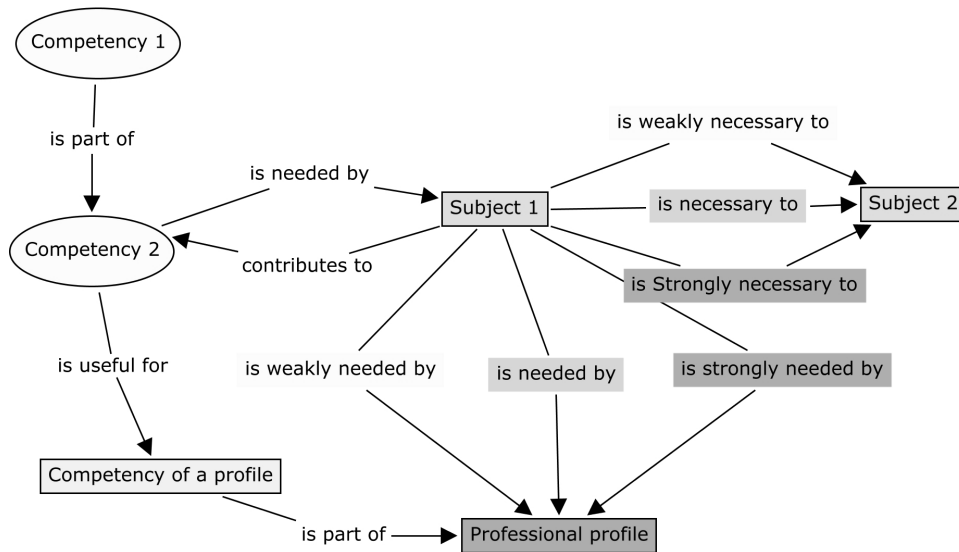 Competency 1
is part of
is weakly necessary to
is needed by
Subject 1
is necessary to
Subject 2
Competency 2
contributes to
is Strongly necessary to
is useful for
is weakly needed by
is needed by
is strongly needed by
Competency of a profile
is part of
Professional profile